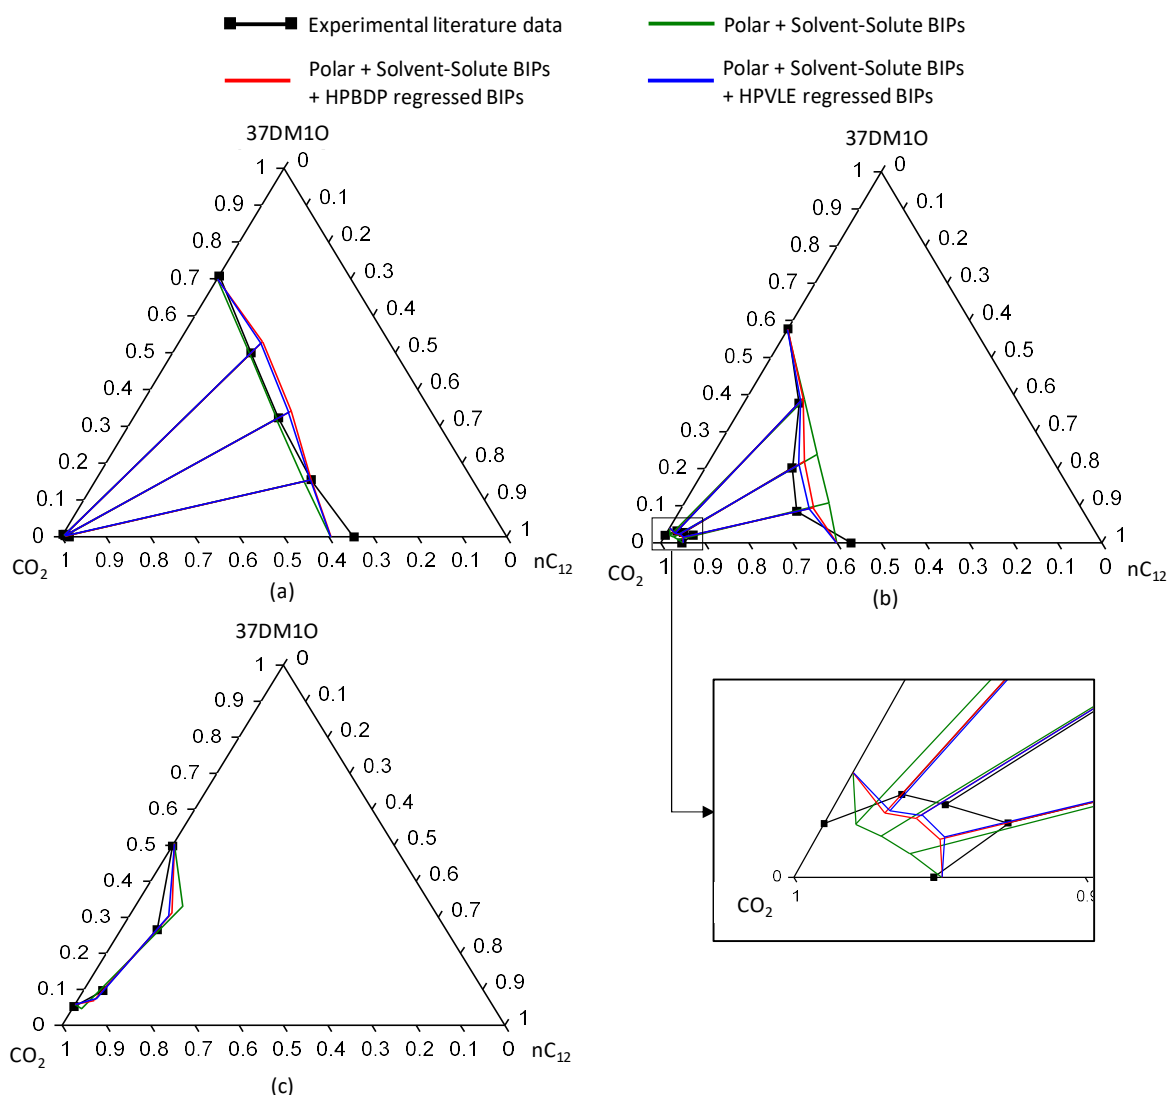 Experimental literature data
Polar + Solvent-Solute BIPs
Polar + Solvent-Solute BIPs
+ HPBDP regressed BIPs
Polar + Solvent-Solute BIPs
+ HPVLE regressed BIPs
37DM1O
1 0
0.9 0.1
0.8 0.2
0.7 0.3
0.6 0.4
0.5 0.5
0.4 0.6
0.3 0.7
0.2 0.8
0.1 0.9
0 1
1 0.9 0.8 0.7 0.6 0.5 0.4 0.3 0.2 0.1 0
CO2 nC12
(a)
37DM1O
1 0
0.9 0.1
0.8 0.2
0.7 0.3
0.6 0.4
0.5 0.5
0.4 0.6
0.3 0.7
0.2 0.8
0.1 0.9
0 1
1 0.9 0.8 0.7 0.6 0.5 0.4 0.3 0.2 0.1 0
CO2 nC12
(b)
0
1
CO2
37DM1O
1 0
0.9 0.1
0.8 0.2
0.7 0.3
0.6 0.4
0.5 0.5
0.4 0.6
0.3 0.7
0.2 0.8
0.1 0.9
0 1
1 0.9 0.8 0.7 0.6 0.5 0.4 0.3 0.2 0.1 0
CO2 nC12
(c)